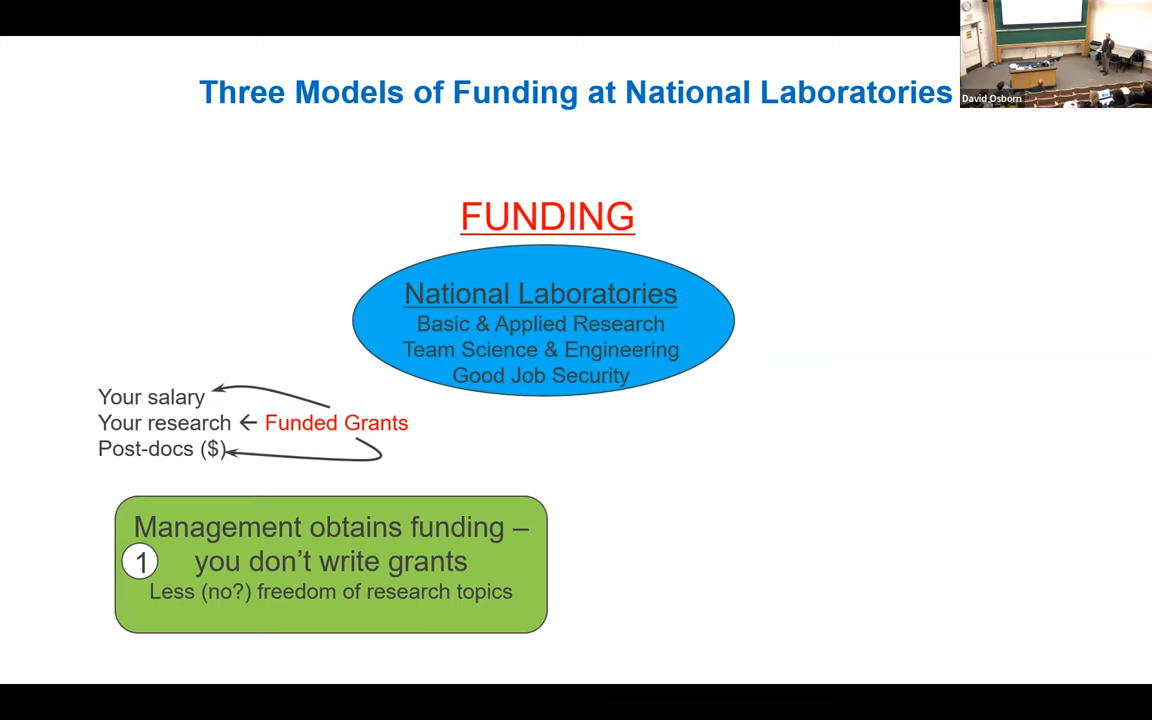 Three Models of Funding at National Laboratories
David Osborn
FUNDING
National Laboratories
Basic & Applied Research
Team Science & Engineering
Good Job Security
Your salary
Your research ← Funded Grants
Post-docs ($)
Management obtains funding –
1 you don't write grants
Less (no?) freedom of research topics